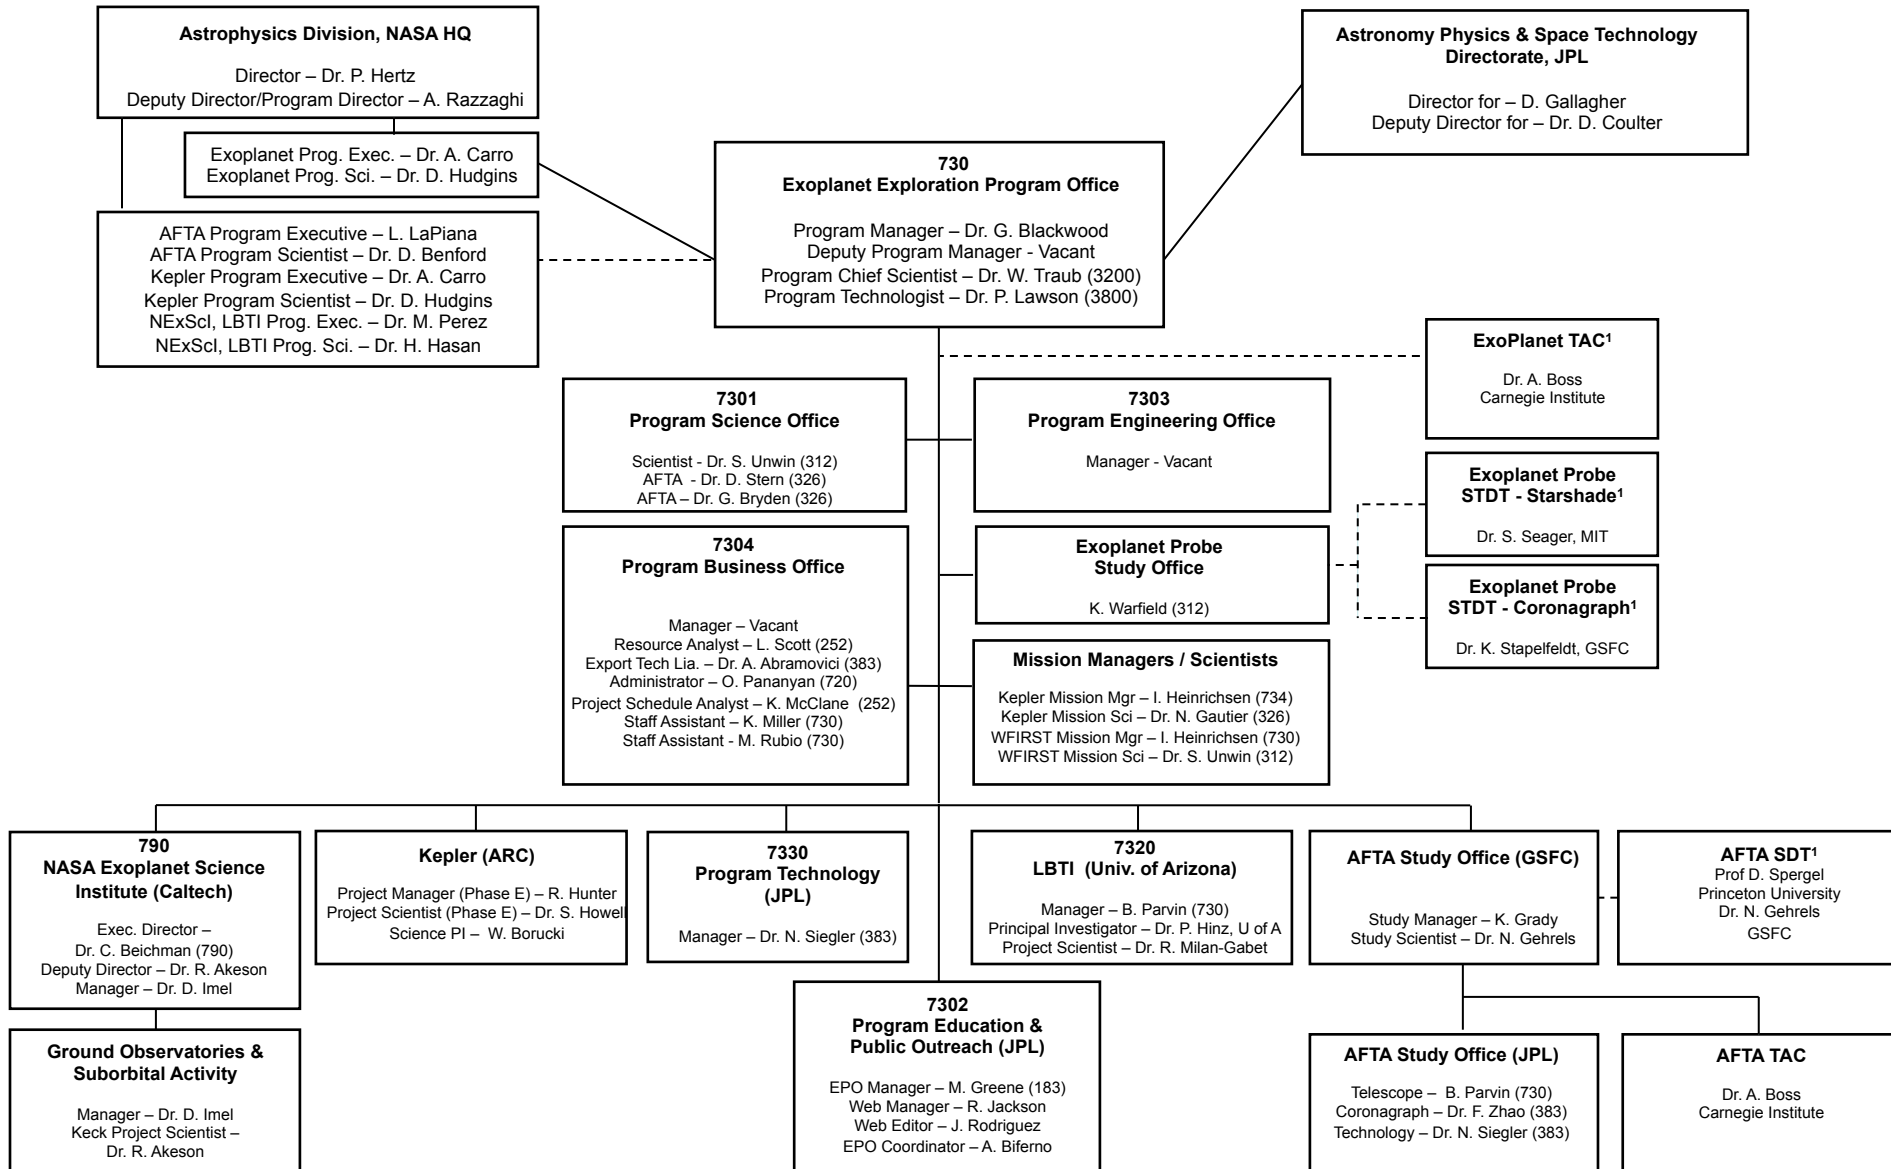 Astrophysics Division, NASA HQ
Director – Dr. P. Hertz
Deputy Director/Program Director – A. Razzaghi
Astronomy Physics & Space Technology
Directorate, JPL
Director for – D. Gallagher
Deputy Director for – Dr. D. Coulter
Exoplanet Prog. Exec. – Dr. A. Carro
Exoplanet Prog. Sci. – Dr. D. Hudgins
730
Exoplanet Exploration Program Office
Program Manager – Dr. G. Blackwood
Deputy Program Manager - Vacant
Program Chief Scientist – Dr. W. Traub (3200)
Program Technologist – Dr. P. Lawson (3800)
AFTA Program Executive – L. LaPiana
AFTA Program Scientist – Dr. D. Benford
Kepler Program Executive – Dr. A. Carro
Kepler Program Scientist – Dr. D. Hudgins
NExScI, LBTI Prog. Exec. – Dr. M. Perez
NExScI, LBTI Prog. Sci. – Dr. H. Hasan
ExoPlanet TAC¹
Dr. A. Boss
Carnegie Institute
7301
Program Science Office
Scientist - Dr. S. Unwin (312)
AFTA - Dr. D. Stern (326)
AFTA – Dr. G. Bryden (326)
7303
Program Engineering Office
Manager - Vacant
Exoplanet Probe
STDT - Starshade¹
Dr. S. Seager, MIT
7304
Program Business Office
Manager – Vacant
Resource Analyst – L. Scott (252)
Export Tech Lia. – Dr. A. Abramovici (383)
Administrator – O. Pananyan (720)
Project Schedule Analyst – K. McClane (252)
Staff Assistant – K. Miller (730)
Staff Assistant - M. Rubio (730)
Exoplanet Probe
Study Office
K. Warfield (312)
Exoplanet Probe
STDT - Coronagraph¹
Dr. K. Stapelfeldt, GSFC
Mission Managers / Scientists
Kepler Mission Mgr – I. Heinrichsen (734)
Kepler Mission Sci – Dr. N. Gautier (326)
WFIRST Mission Mgr – I. Heinrichsen (730)
WFIRST Mission Sci – Dr. S. Unwin (312)
790
NASA Exoplanet Science
Institute (Caltech)
Exec. Director –
Dr. C. Beichman (790)
Deputy Director – Dr. R. Akeson
Manager – Dr. D. Imel
Kepler (ARC)
Project Manager (Phase E) – R. Hunter
Project Scientist (Phase E) – Dr. S. Howell
Science PI – W. Borucki
7330
Program Technology
(JPL)
Manager – Dr. N. Siegler (383)
7320
LBTI (Univ. of Arizona)
Manager – B. Parvin (730)
Principal Investigator – Dr. P. Hinz, U of A
Project Scientist – Dr. R. Milan-Gabet
AFTA Study Office (GSFC)
Study Manager – K. Grady
Study Scientist – Dr. N. Gehrels
AFTA SDT¹
Prof D. Spergel
Princeton University
Dr. N. Gehrels
GSFC
Ground Observatories &
Suborbital Activity
Manager – Dr. D. Imel
Keck Project Scientist –
Dr. R. Akeson
7302
Program Education &
Public Outreach (JPL)
EPO Manager – M. Greene (183)
Web Manager – R. Jackson
Web Editor – J. Rodriguez
EPO Coordinator – A. Biferno
AFTA Study Office (JPL)
Telescope – B. Parvin (730)
Coronagraph – Dr. F. Zhao (383)
Technology – Dr. N. Siegler (383)
AFTA TAC
Dr. A. Boss
Carnegie Institute